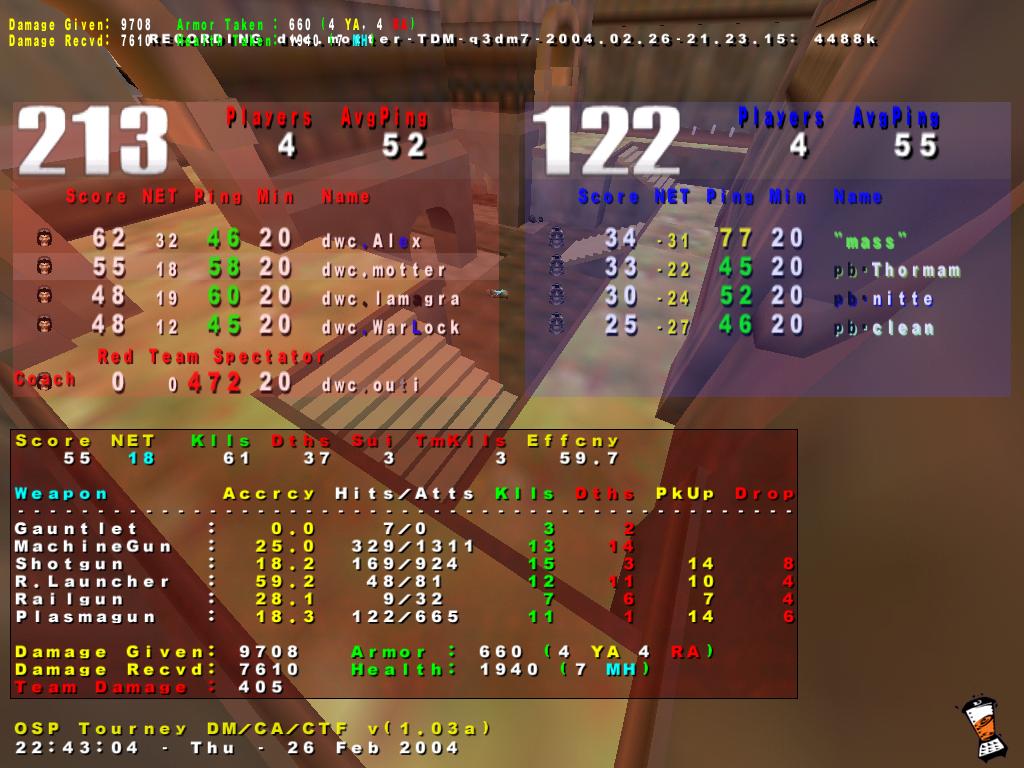 Damage Given: 9708 Armor Taken : 660 (4 YA, 4 RA)
Damage Recvd: 7610 Health Taken: 1940 (7 MH)
RECORDING dwc.motter-TDM-q3dm7-2004.02.26-21.23.15: 4488k
213 Players AvgPing 122 Players AvgPing
4 52 4 55
Score NET Ping Min Name Score NET Ping Min Name
62 32 46 20 dwc.Alex 34 -31 77 20 "mass"
55 18 58 20 dwc.motter 33 -22 45 20 pb·Thormam
48 19 60 20 dwc.lamagra 30 -24 52 20 pb·nitte
48 12 45 20 dwc.WarLock 25 -27 46 20 pb·clean
Red Team Spectator
Coach 0 0 472 20 dwc.outi
Score NET Klls Dths Sui TmKlls Effcny
55 18 61 37 3 3 59.7
Weapon Accrcy Hits/Atts Klls Dths PkUp Drop
Gauntlet : 0.0 7/0 3 2
MachineGun : 25.0 329/1311 13 14
Shotgun : 18.2 169/924 15 3 14 8
R.Launcher : 59.2 48/81 12 11 10 4
Railgun : 28.1 9/32 7 6 7 4
Plasmagun : 18.3 122/665 11 1 14 6
Damage Given: 9708 Armor : 660 (4 YA 4 RA)
Damage Recvd: 7610 Health: 1940 (7 MH)
Team Damage : 405
OSP Tourney DM/CA/CTF v(1.03a)
22:43:04 - Thu - 26 Feb 2004